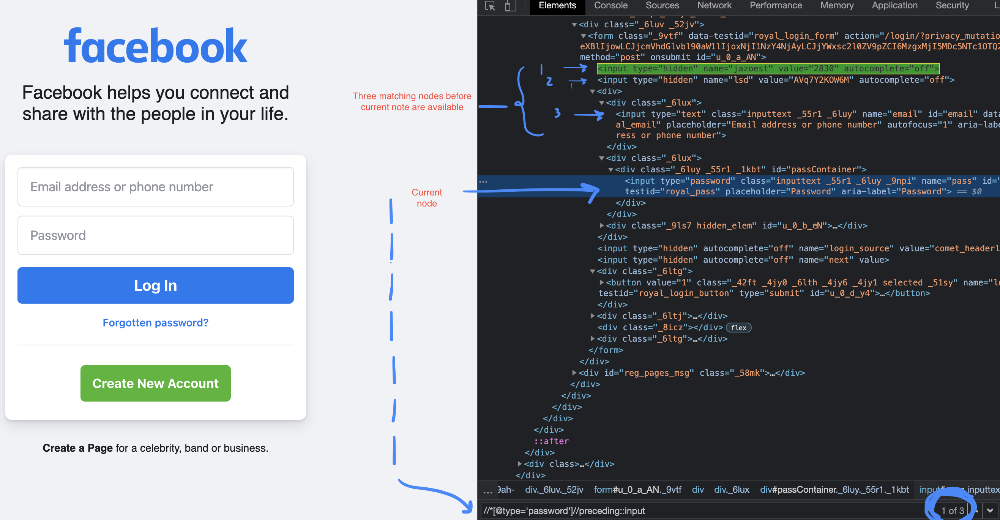 facebook
Facebook helps you connect and
share with the people in your life.
Email address or phone number
Password
Log In
Forgotten password?
Create New Account
Create a Page for a celebrity, band or business.
Three matching nodes before
current note are available
Current
node
1
2
3
Elements Console Sources Network Performance Memory Application Security L
<div class="_6luv _52jv">
<form class="_9vtf" data-testid="royal_login_form" action="/login/?privacy_mutatio
method="post" onsubmit id="u_0_a_AN">
<input type="hidden" name="jazoest" value="2830" autocomplete="off">
<input type="hidden" name="lsd" value="AVq7Y2KOW6M" autocomplete="off">
<div>
<div class="_6lux">
<input type="text" class="inputtext _55r1 _6luy" name="email" id="email" data
al_email" placeholder="Email address or phone number" autofocus="1" aria-labe
ress or phone number">
</div>
<div class="_6lux">
<div class="_6luy _55r1 _1kbt" id="passContainer">
<input type="password" class="inputtext _55r1 _6luy _9npi" name="pass" id="
testid="royal_pass" placeholder="Password" aria-label="Password"> == $0
</div>
</div>
<div class="_9ls7 hidden_elem" id="u_0_b_eN">…</div>
</div>
<input type="hidden" autocomplete="off" name="login_source" value="comet_headerl
<input type="hidden" autocomplete="off" name="next" value>
<div class="_6ltg">
<button value="1" class="_42ft _4jy0 _6lth _4jy6 _4jy1 selected _51sy" name="l
testid="royal_login_button" type="submit" id="u_0_d_y4">…</button>
</div>
<div class="_6ltj">…</div>
<div class="_8icz"></div> flex
<div class="_6ltg">…</div>
</form>
</div>
<div id="reg_pages_msg" class="_58mk">…</div>
</div>
</div>
</div>
</div>
</div>
::after
</div>
<div class>…</div>
</div>
… 9ah- div._6luv._52jv form#u_0_a_AN._9vtf div div._6lux div#passContainer._6luy._55r1._1kbt
//*[@type='password']//preceding::input 1 of 3